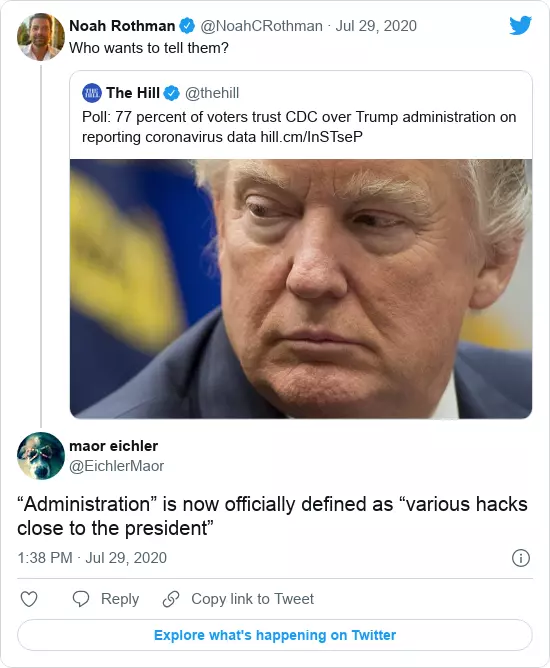 Noah Rothman @NoahCRothman · Jul 29, 2020
Who wants to tell them?
THE HILL
The Hill @thehill
Poll: 77 percent of voters trust CDC over Trump administration on
reporting coronavirus data hill.cm/InSTseP
maor eichler
@EichlerMaor
“Administration” is now officially defined as “various hacks
close to the president”
1:38 PM · Jul 29, 2020
Reply
Copy link to Tweet
Explore what's happening on Twitter